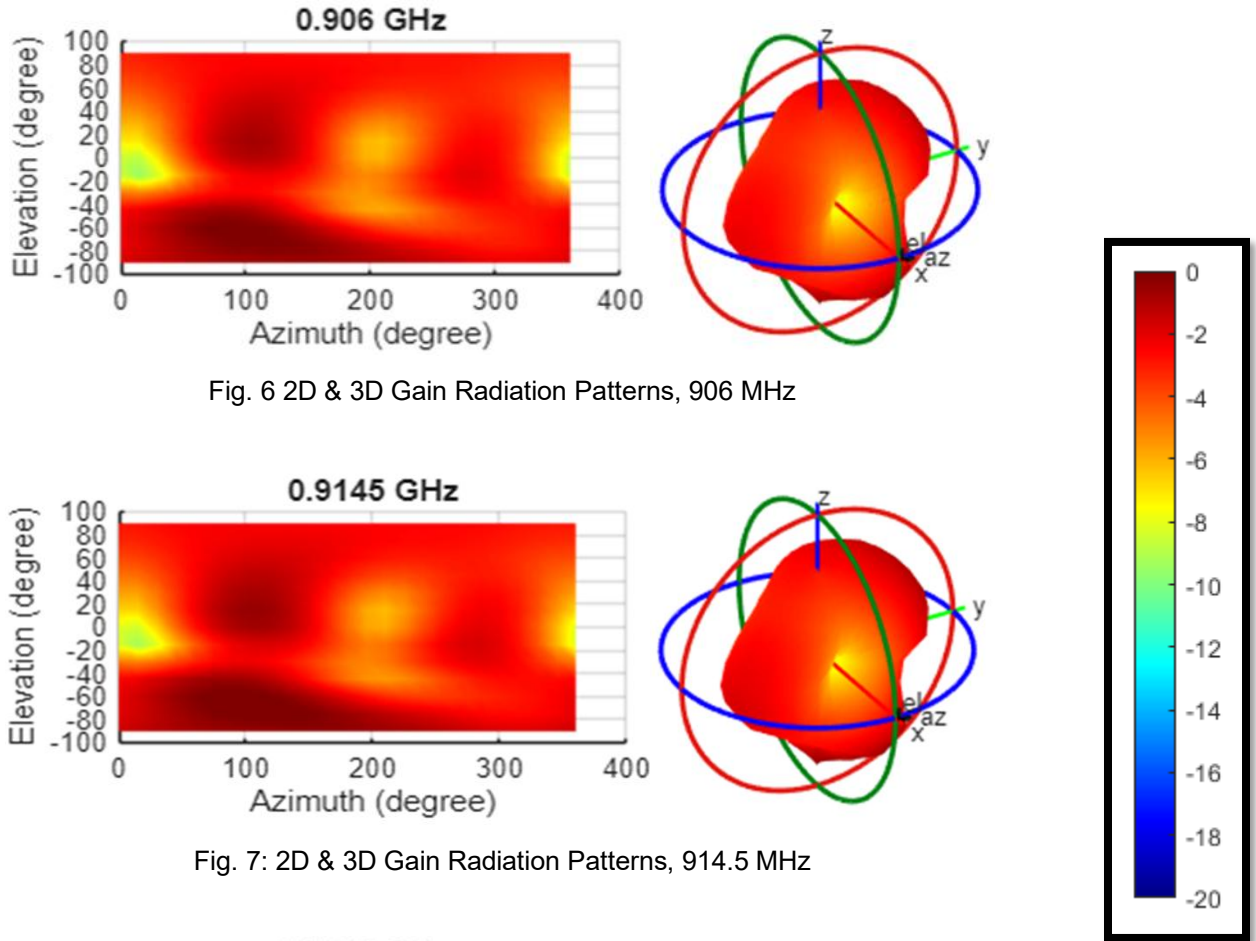 0.906 GHz
Elevation (degree)
100
80
60
40
20
0
-20
-40
-60
-80
-100
0 100 200 300 400
Azimuth (degree)
z
y
el
az
x
Fig. 6 2D & 3D Gain Radiation Patterns, 906 MHz
0.9145 GHz
Elevation (degree)
100
80
60
40
20
0
-20
-40
-60
-80
-100
0 100 200 300 400
Azimuth (degree)
z
y
el
az
x
Fig. 7: 2D & 3D Gain Radiation Patterns, 914.5 MHz
0
-2
-4
-6
-8
-10
-12
-14
-16
-18
-20